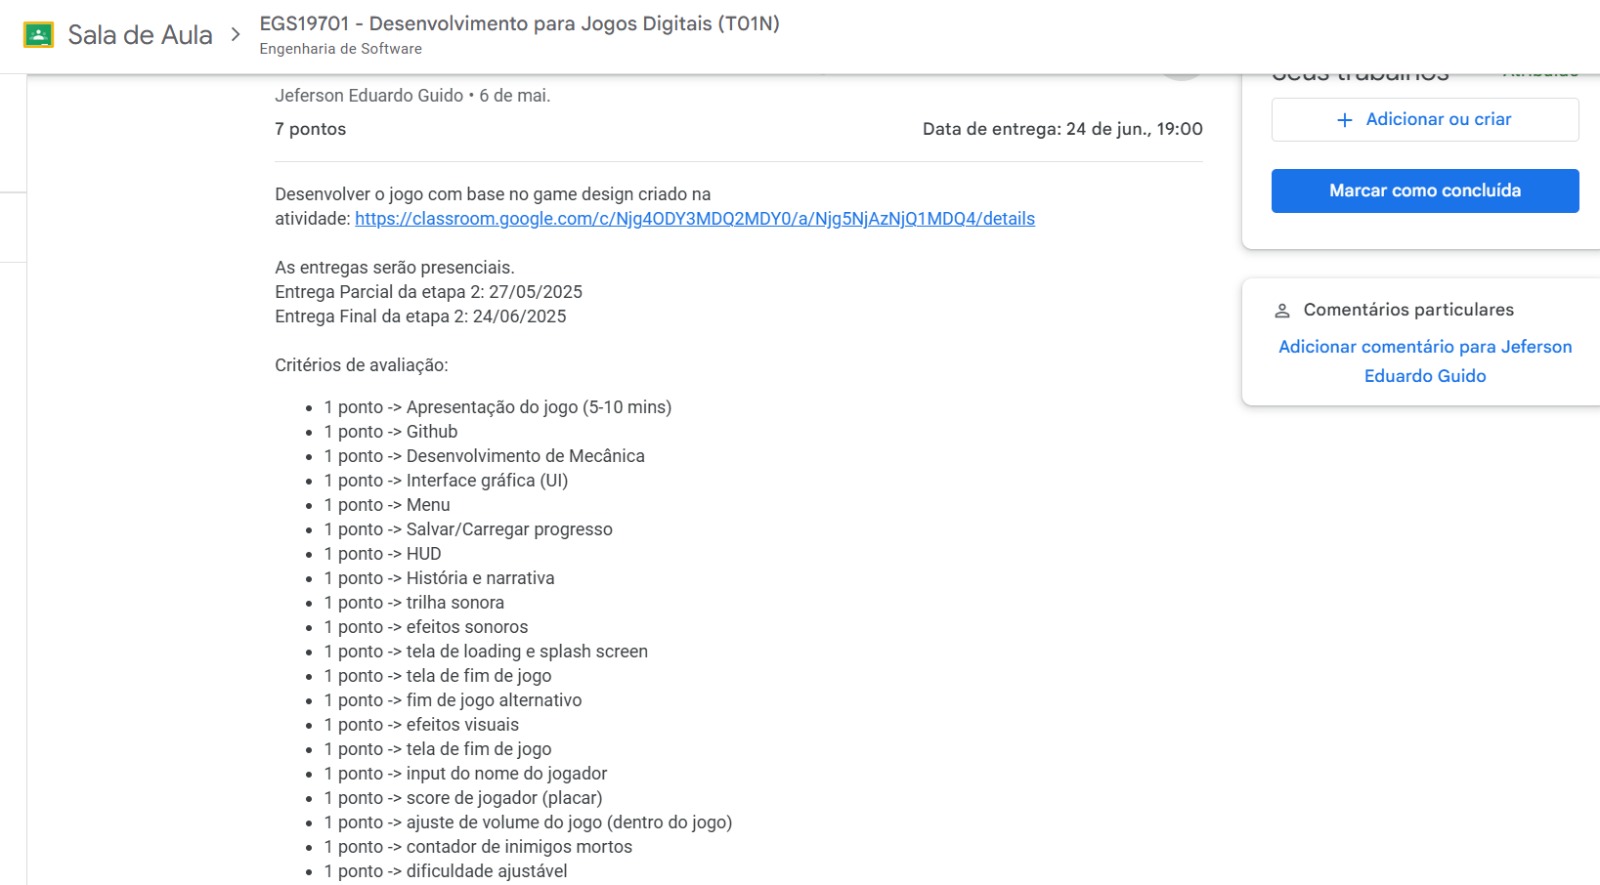 Sala de Aula
EGS19701 - Desenvolvimento para Jogos Digitais (T01N)
Engenharia de Software
Jeferson Eduardo Guido • 6 de mai.
7 pontos
Data de entrega: 24 de jun., 19:00
Desenvolver o jogo com base no game design criado na
atividade: https://classroom.google.com/c/Njg4ODY3MDQ2MDY0/a/Njg5NjAzNjQ1MDQ4/details
As entregas serão presenciais.
Entrega Parcial da etapa 2: 27/05/2025
Entrega Final da etapa 2: 24/06/2025
Critérios de avaliação:
• 1 ponto -> Apresentação do jogo (5-10 mins)
• 1 ponto -> Github
• 1 ponto -> Desenvolvimento de Mecânica
• 1 ponto -> Interface gráfica (UI)
• 1 ponto -> Menu
• 1 ponto -> Salvar/Carregar progresso
• 1 ponto -> HUD
• 1 ponto -> História e narrativa
• 1 ponto -> trilha sonora
• 1 ponto -> efeitos sonoros
• 1 ponto -> tela de loading e splash screen
• 1 ponto -> tela de fim de jogo
• 1 ponto -> fim de jogo alternativo
• 1 ponto -> efeitos visuais
• 1 ponto -> tela de fim de jogo
• 1 ponto -> input do nome do jogador
• 1 ponto -> score de jogador (placar)
• 1 ponto -> ajuste de volume do jogo (dentro do jogo)
• 1 ponto -> contador de inimigos mortos
• 1 ponto -> dificuldade ajustável
Seus trabalhos
Atribuído
+ Adicionar ou criar
Marcar como concluída
Comentários particulares
Adicionar comentário para Jeferson
Eduardo Guido